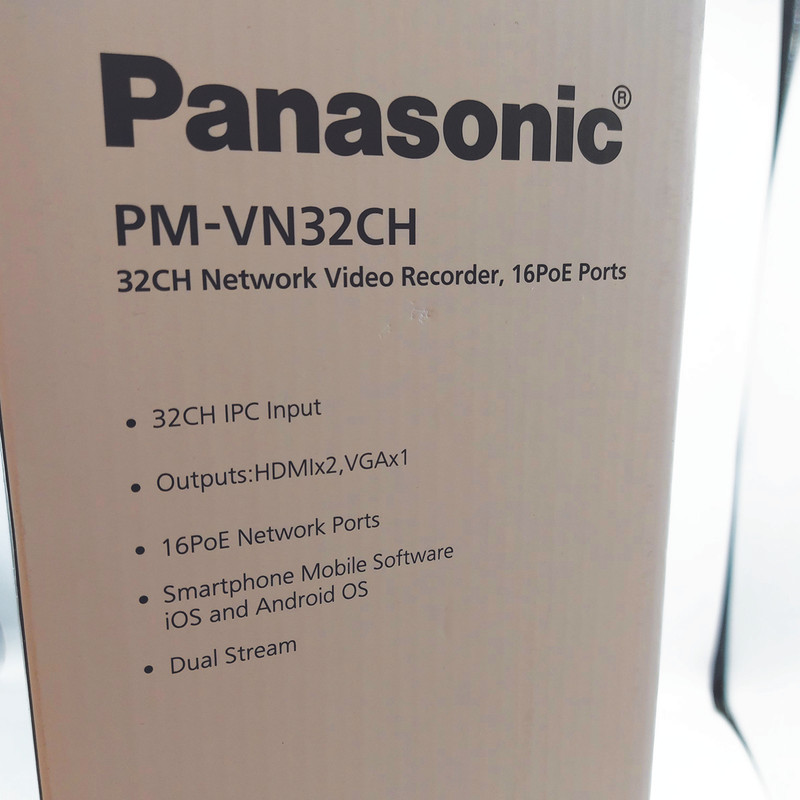 Panasonic®
PM-VN32CH
32CH Network Video Recorder, 16PoE Ports
• 32CH IPC Input
• Outputs:HDMIx2,VGAx1
• 16PoE Network Ports
• Smartphone Mobile Software
iOS and Android OS
• Dual Stream